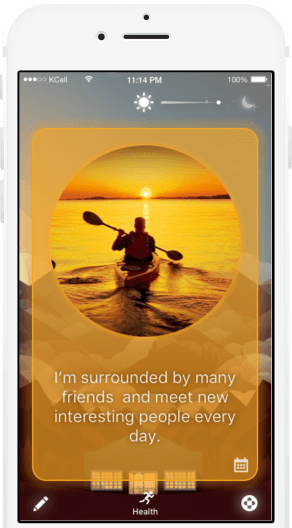 KCell
11:14 PM
100%
I'm surrounded by many
friends and meet new
interesting people every
day.
Health